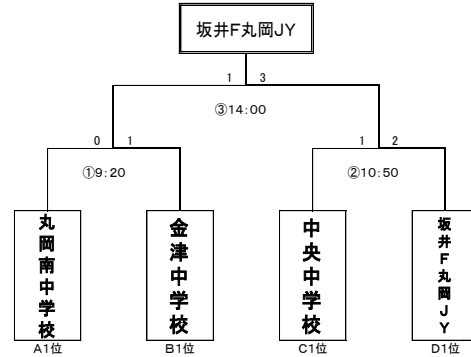 坂井F丸岡JY
1 3
③14:00
0 1
1 2
①9:20
②10:50
丸岡南中学校
金津中学校
中央中学校
坂井F丸岡JY
A1位
B1位
C1位
D1位